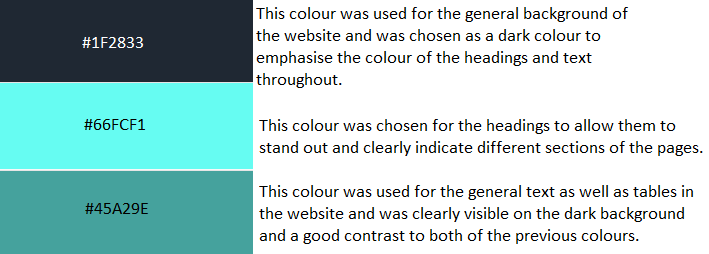 #1F2833
This colour was used for the general background of
the website and was chosen as a dark colour to
emphasise the colour of the headings and text
throughout.
#66FCF1
This colour was chosen for the headings to allow them to
stand out and clearly indicate different sections of the pages.
#45A29E
This colour was used for the general text as well as tables in
the website and was clearly visible on the dark background
and a good contrast to both of the previous colours.